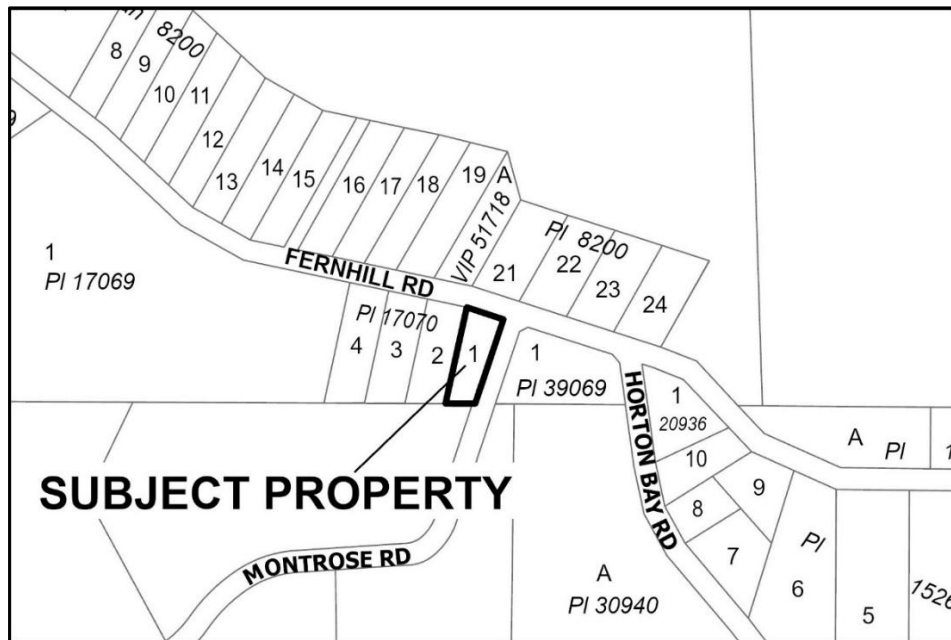 8200
8
9
10
11
12
13
14
15
16
17
18
19
A
VIP 51718
Pl 8200
21
22
23
24
1
Pl 17069
FERNHILL RD
Pl 17070
4
3
2
1
1
Pl 39069
HORTON BAY RD
1
20936
10
9
8
7
A
Pl
SUBJECT PROPERTY
MONTROSE RD
A
Pl 30940
Pl
6
5
1526